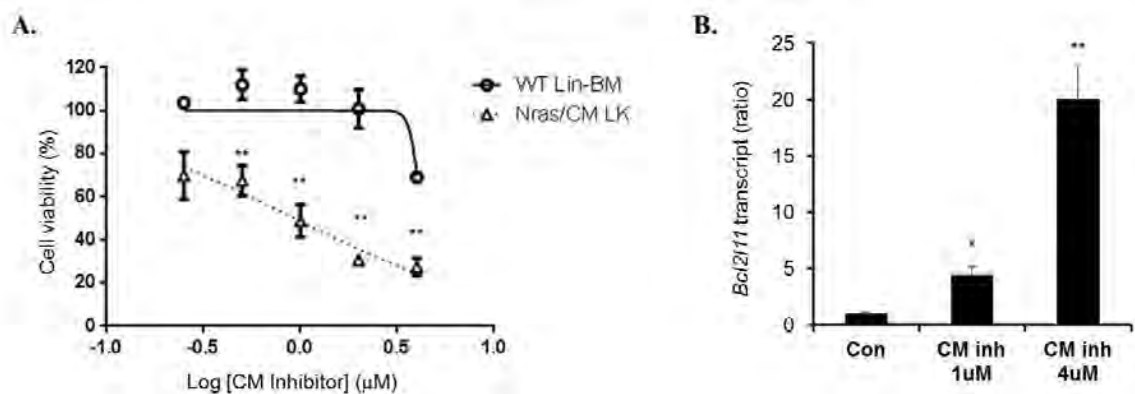 A.
120
100
80
60
40
20
0
Cell viability (%)
** ** ** **
-1.0 -0.5 0.0 0.5 1.0
Log [CM Inhibitor] (µM)
WT Lin-BM
Nras/CM LK
B.
25
20
15
10
5
0
Bcl2l11 transcript (ratio)
*
**
Con
CM inh
1uM
CM inh
4uM